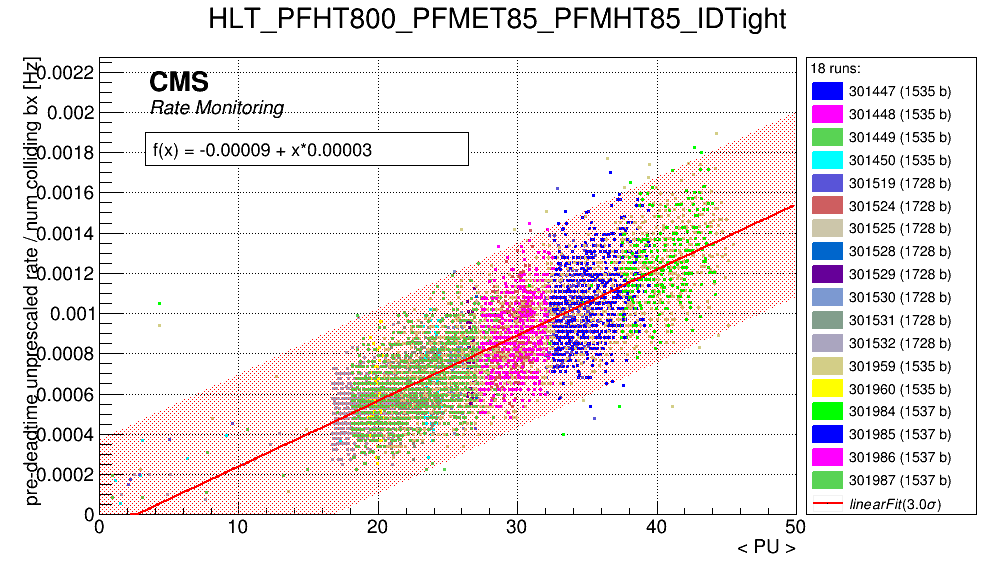 HLT_PFHT800_PFMET85_PFMHT85_IDTight
pre-deadtime unprescaled rate / num colliding bx [Hz]
0.0022
0.002
0.0018
0.0016
0.0014
0.0012
0.001
0.0008
0.0006
0.0004
0.0002
0
CMS
Rate Monitoring
f(x) = -0.00009 + x*0.00003
0 10 20 30 40 50
< PU >
18 runs:
301447 (1535 b)
301448 (1535 b)
301449 (1535 b)
301450 (1535 b)
301519 (1728 b)
301524 (1728 b)
301525 (1728 b)
301528 (1728 b)
301529 (1728 b)
301530 (1728 b)
301531 (1728 b)
301532 (1728 b)
301959 (1535 b)
301960 (1535 b)
301984 (1537 b)
301985 (1537 b)
301986 (1537 b)
301987 (1537 b)
linearFit(3.0σ)